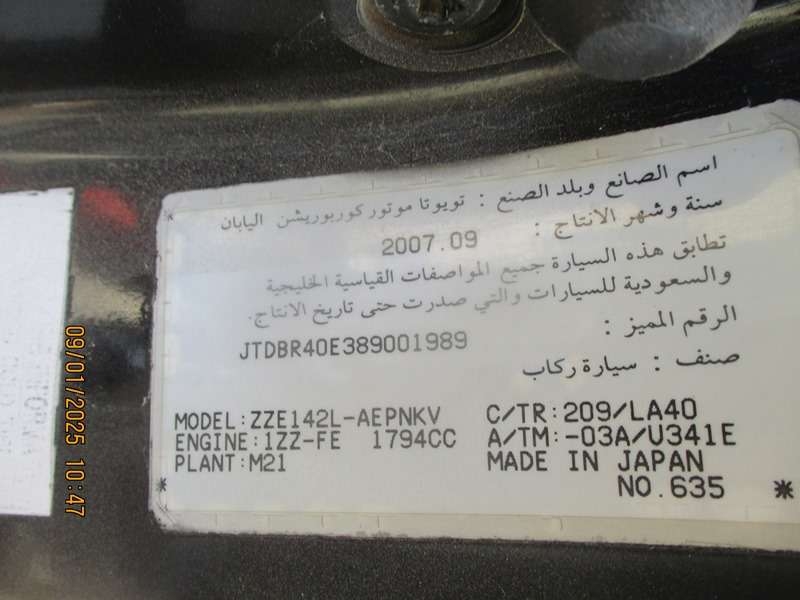 اسم الصانع وبلد الصنع : تويوتا موتور كوربوريشن اليابان
سنة وشهر الانتاج : 2007.09
تطابق هذه السيارة جميع المواصفات القياسية الخليجية
والسعودية للسيارات والتي صدرت حتى تاريخ الانتاج.
الرقم المميز : JTDBR40E389001989
صنف : سيارة ركاب
MODEL:ZZE142L-AEPNKV C/TR:209/LA40
ENGINE:1ZZ-FE 1794CC A/TM:-03A/U341E
PLANT:M21 MADE IN JAPAN
NO.635
09/01/2025 10:47